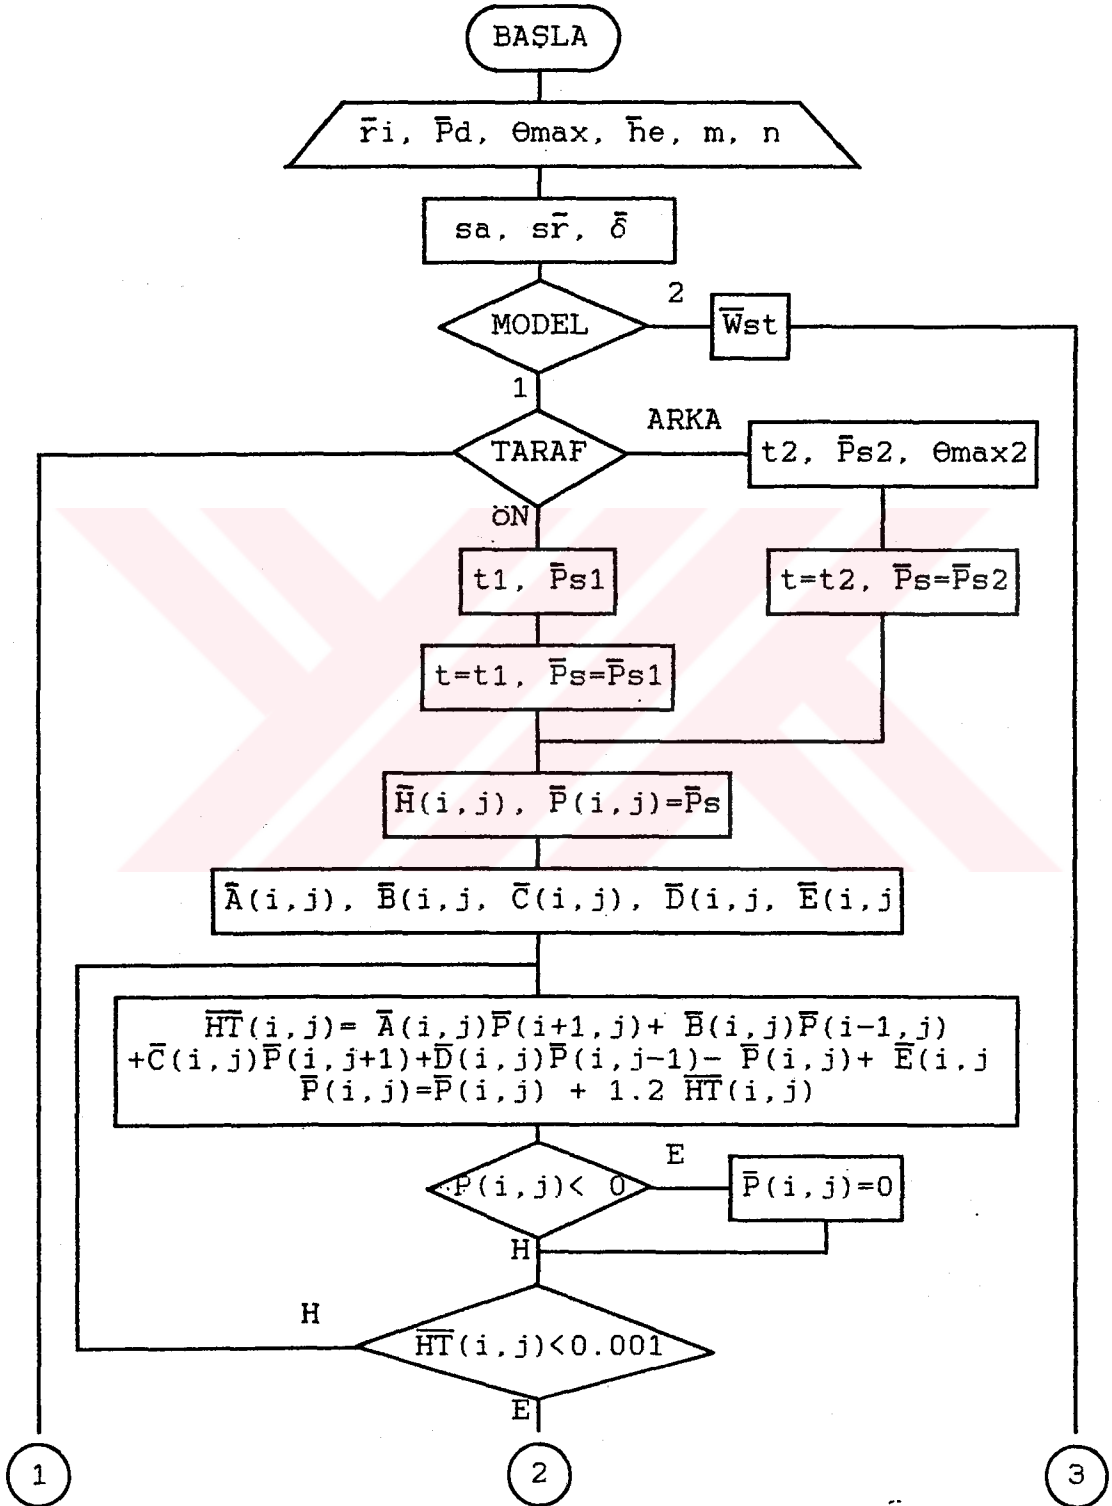 BAŞLA
r̄i, P̄d, Θmax, h̄e, m, n
sa, sr̄, δ̄
2
MODEL
W̄st
1
ARKA
TARAF
t2, P̄s2, Θmax2
ÖN
t1, P̄s1
t=t2, P̄s=P̄s2
t=t1, P̄s=P̄s1
H̄(i,j), P̄(i,j)=P̄s
Ā(i,j), B̄(i,j, C̄(i,j), D̄(i,j, Ē(i,j
H̄T̄(i,j)= Ā(i,j)P̄(i+1,j)+ B̄(i,j)P̄(i-1,j)
+C̄(i,j)P̄(i,j+1)+D̄(i,j)P̄(i,j-1)- P̄(i,j)+ Ē(i,j
P̄(i,j)=P̄(i,j) + 1.2 H̄T̄(i,j)
E
P(i,j)< 0
P̄(i,j)=0
H
H
H̄T̄(i,j)<0.001
E
1
2
3